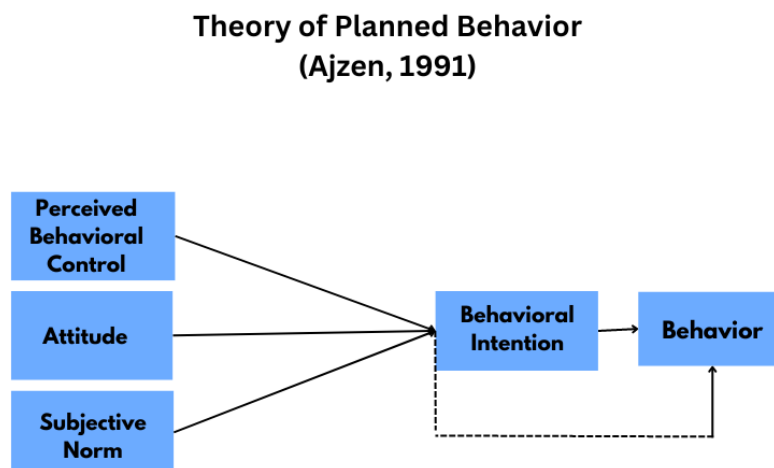 Theory of Planned Behavior
(Ajzen, 1991)
Perceived
Behavioral
Control
Attitude
Subjective
Norm
Behavioral
Intention
Behavior